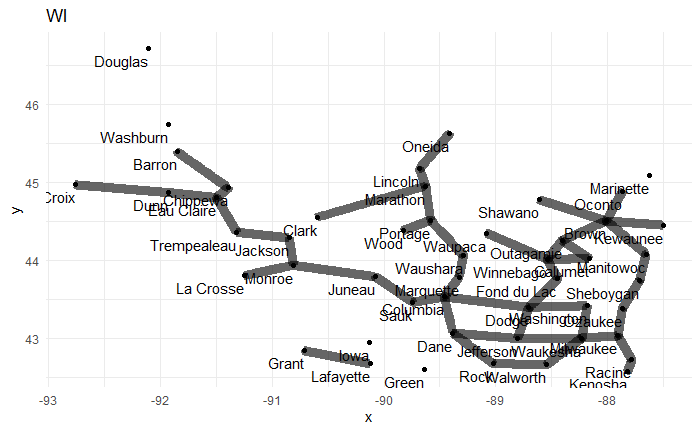 WI
Douglas
46
Washburn
Barron
Oneida
45
Croix
Dunn
Chippewa
Eau Claire
Lincoln
Marathon
Shawano
Marinette
Oconto
Trempealeau
Jackson
Clark
Wood
Portage
Waupaca
Outagamie
Brown
Kewaunee
y
44
La Crosse
Monroe
Juneau
Waushara
Marquette
Winnebago
Calumet
Manitowoc
Fond du Lac
Sheboygan
Columbia
Sauk
Dodge
Washington
Ozaukee
43
Grant
Iowa
Lafayette
Green
Dane
Jefferson
Waukesha
Milwaukee
Rock
Walworth
Racine
Kenosha
-93
-92
-91
-90
-89
-88
x